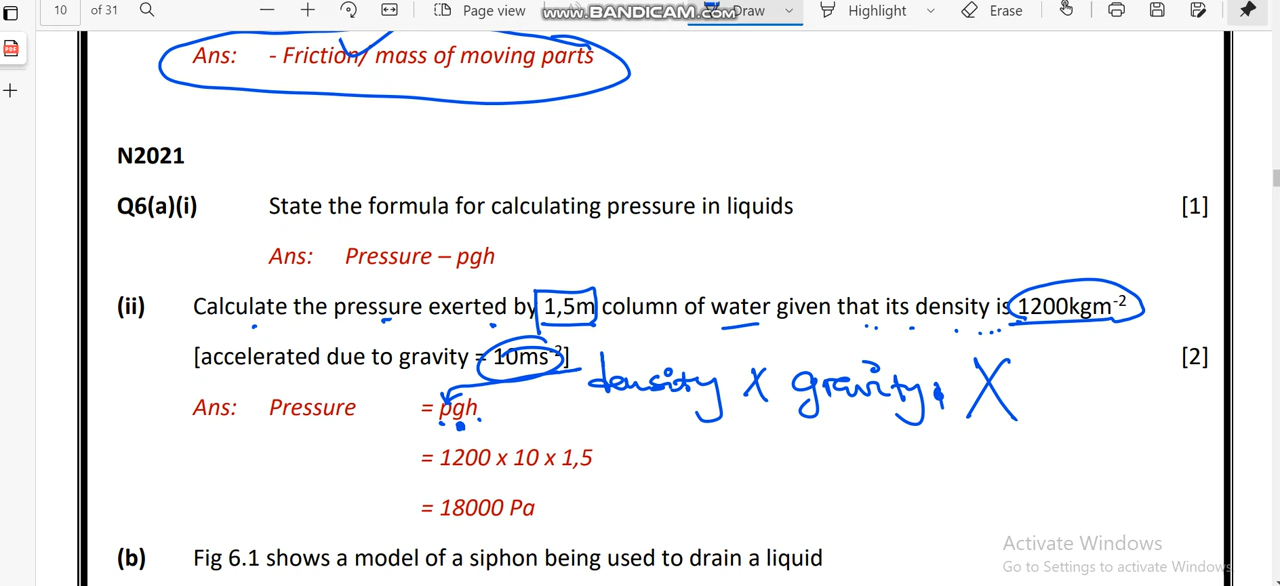 10 of 31 Page view www.BANDICAM.com Draw Highlight Erase
Ans: - Friction/ mass of moving parts
N2021
Q6(a)(i) State the formula for calculating pressure in liquids [1]
Ans: Pressure – pgh
(ii) Calculate the pressure exerted by 1,5m column of water given that its density is 1200kgm⁻²
[accelerated due to gravity = 10ms⁻²] [2]
density X gravity X
Ans: Pressure = pgh
= 1200 x 10 x 1,5
= 18000 Pa
Activate Windows
(b) Fig 6.1 shows a model of a siphon being used to drain a liquid
Go to Settings to activate Windows.